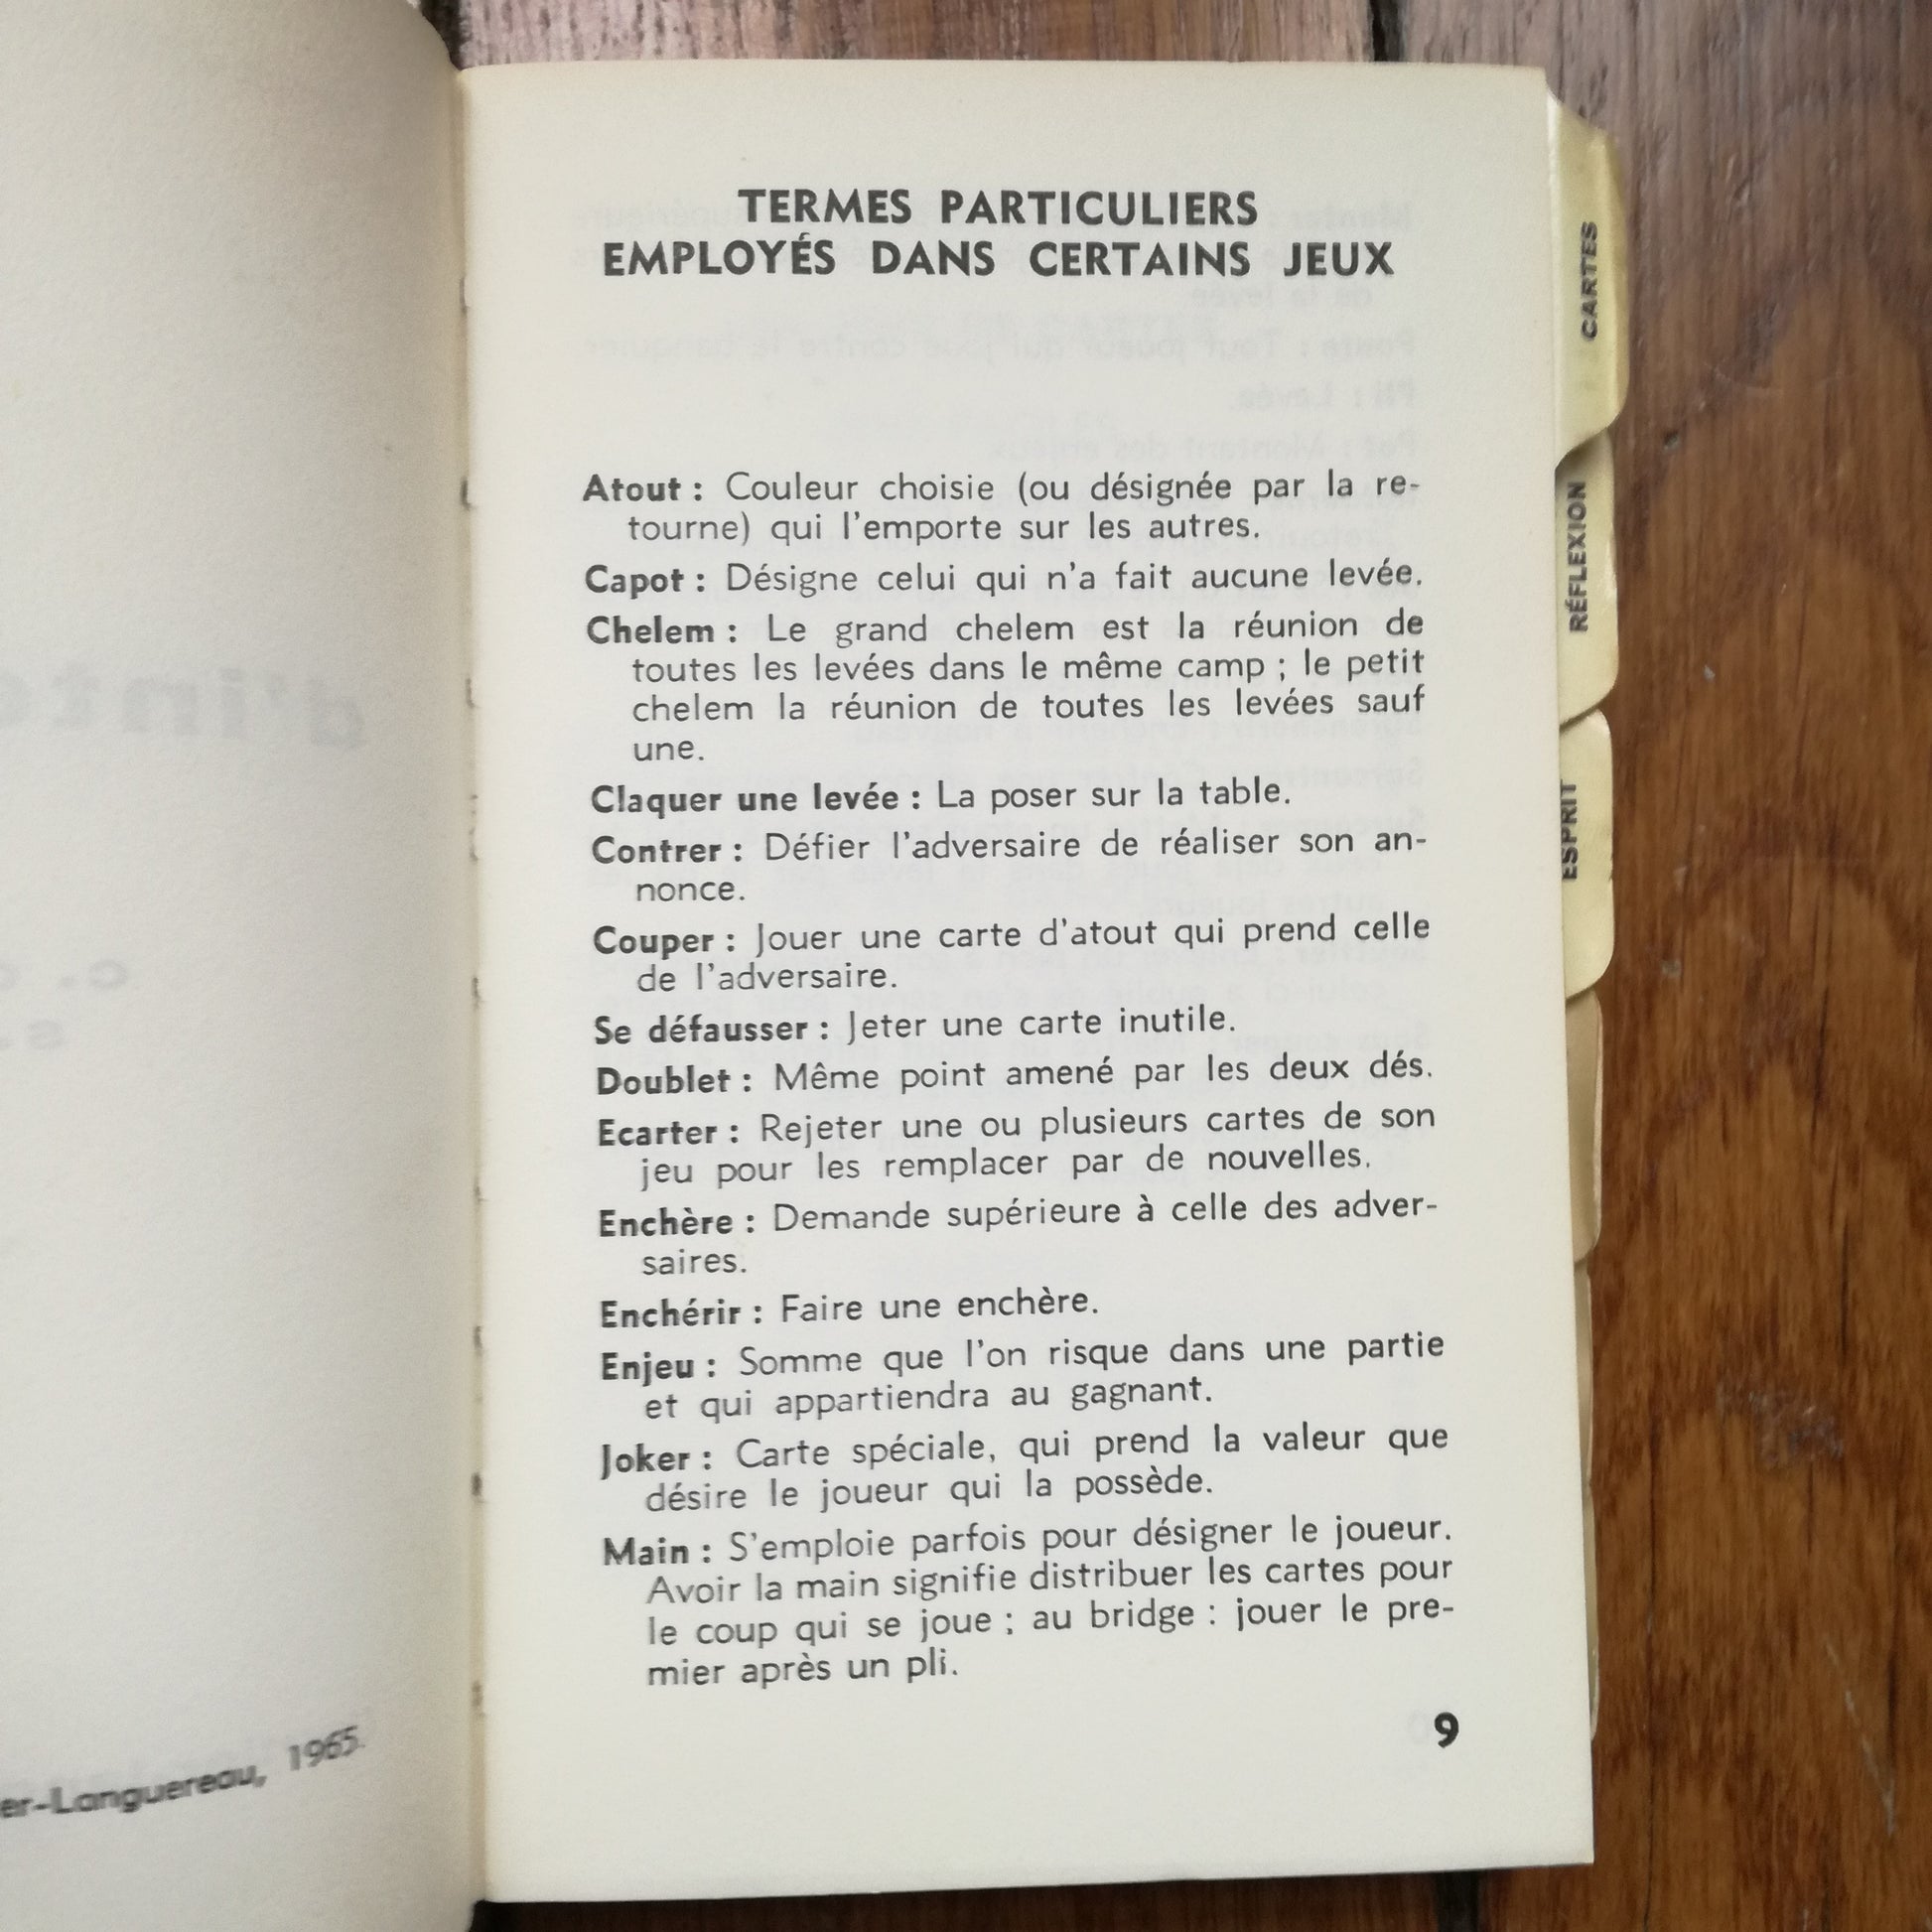 TERMES PARTICULIERS
EMPLOYÉS DANS CERTAINS JEUX
Atout : Couleur choisie (ou désignée par la re-
tourne) qui l'emporte sur les autres.
Capot : Désigne celui qui n'a fait aucune levée.
Chelem : Le grand chelem est la réunion de
toutes les levées dans le même camp ; le petit
chelem la réunion de toutes les levées sauf
une.
Claquer une levée : La poser sur la table.
Contrer : Défier l'adversaire de réaliser son an-
nonce.
Couper : Jouer une carte d'atout qui prend celle
de l'adversaire.
Se défausser : Jeter une carte inutile.
Doublet : Même point amené par les deux dés.
Ecarter : Rejeter une ou plusieurs cartes de son
jeu pour les remplacer par de nouvelles.
Enchère : Demande supérieure à celle des adver-
saires.
Enchérir : Faire une enchère.
Enjeu : Somme que l'on risque dans une partie
et qui appartiendra au gagnant.
Joker : Carte spéciale, qui prend la valeur que
désire le joueur qui la possède.
Main : S'emploie parfois pour désigner le joueur.
Avoir la main signifie distribuer les cartes pour
le coup qui se joue ; au bridge : jouer le pre-
mier après un pli.
9
er-Languereau, 1965.
CARTES
RÉFLEXION
ESPRIT